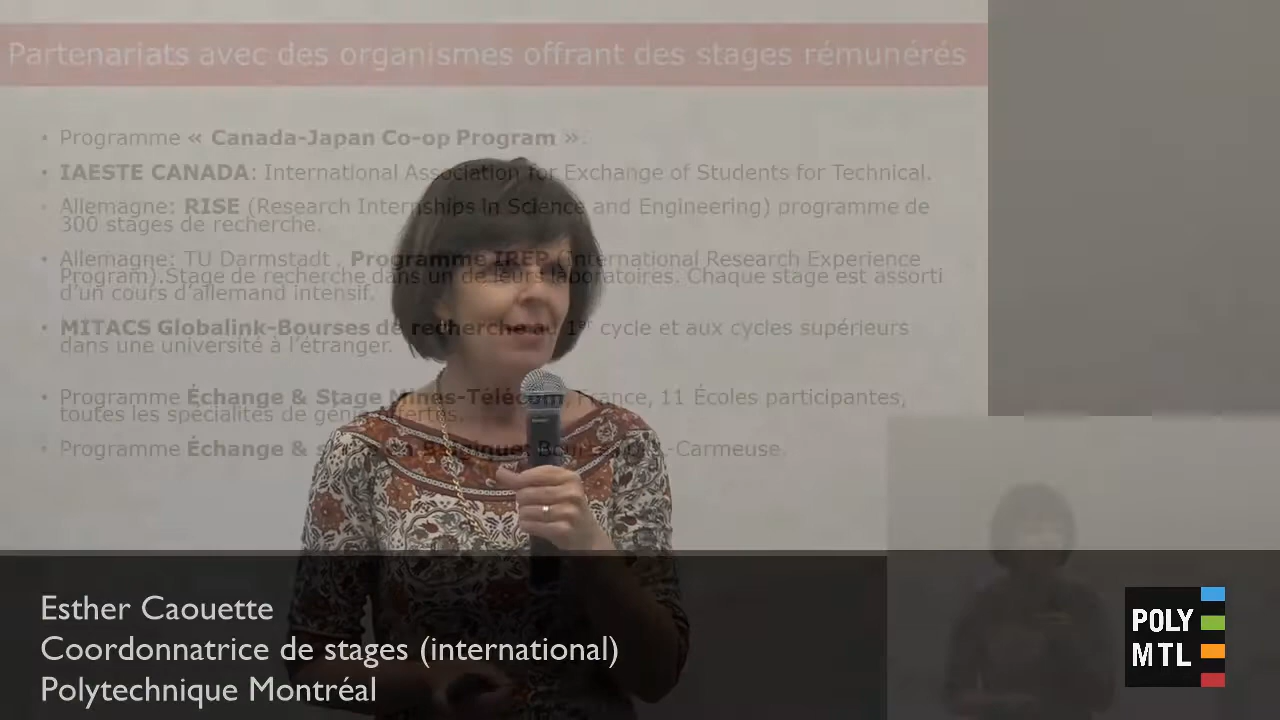 Partenariats avec des organismes offrant des stages rémunérés
• Programme « Canada-Japan Co-op Program ».
• IAESTE CANADA: International Association for Exchange of Students for Technical.
• Allemagne: RISE (Research Internships in Science and Engineering) programme de
300 stages de recherche.
• Allemagne: TU Darmstadt , Programme IREP (International Research Experience
Program).Stage de recherche dans un de leurs laboratoires. Chaque stage est assorti
d'un cours d'allemand intensif.
• MITACS Globalink-Bourses de recherche au 1er cycle et aux cycles supérieurs
dans une université à l'étranger.
• Programme Échange & Stage Mines-Télécom, France, 11 Écoles participantes,
toutes les spécialités de génie offertes.
• Programme Échange & Belgique: -Carmeuse.
Esther Caouette
Coordonnatrice de stages (international)
Polytechnique Montréal
POLY
MTL